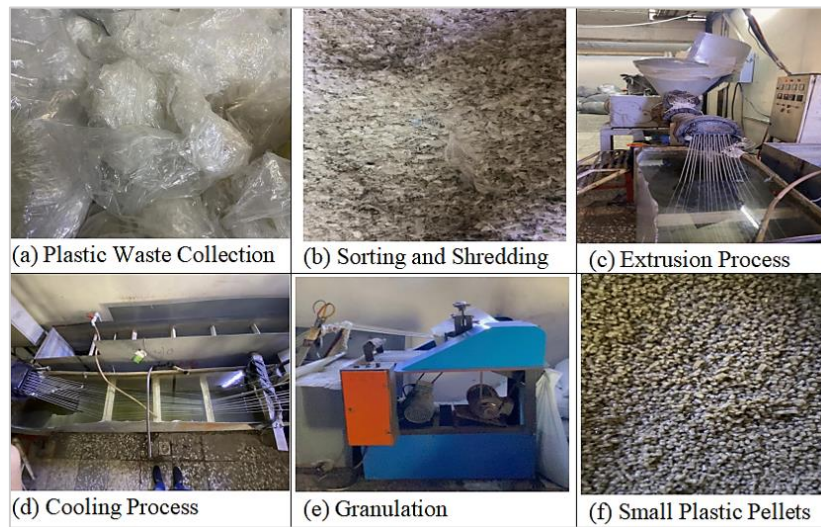 (a) Plastic Waste Collection
(b) Sorting and Shredding
(c) Extrusion Process
(d) Cooling Process
(e) Granulation
(f) Small Plastic Pellets